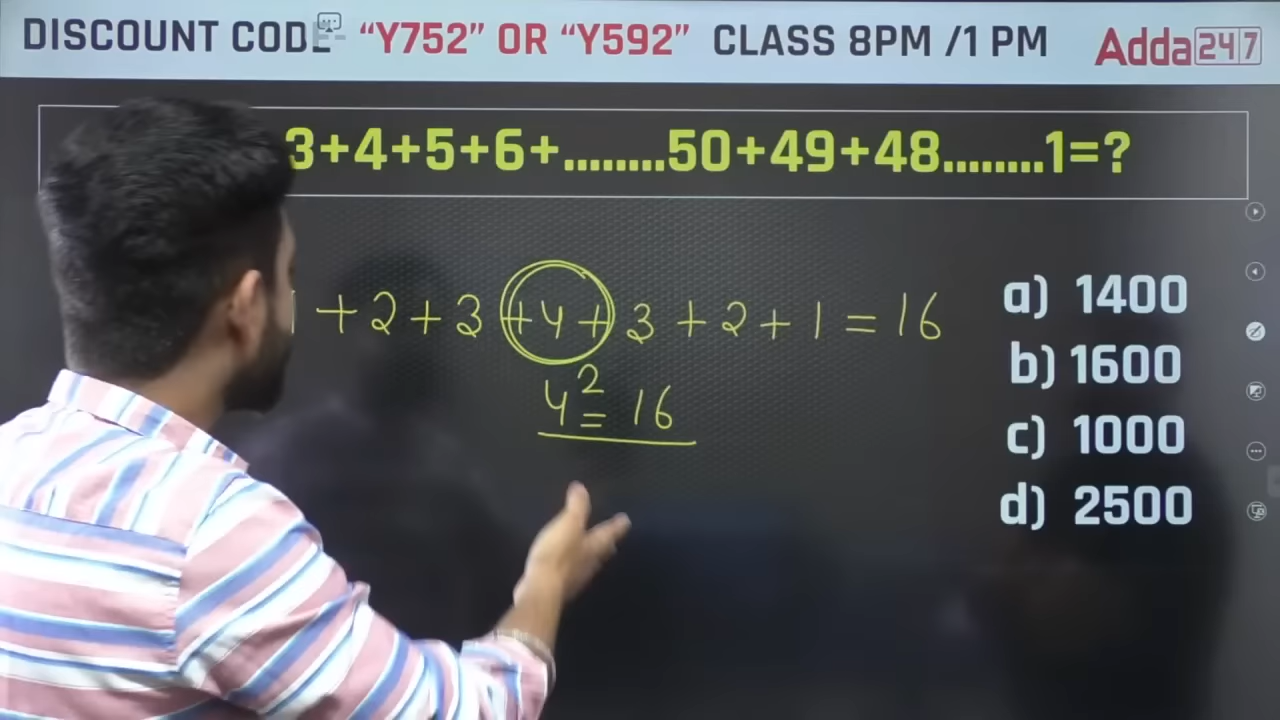 DISCOUNT CODE "Y752" OR "Y592" CLASS 8PM /1 PM
Adda247
3+4+5+6+........50+49+48........1=?
1 + 2 + 3 + 4 + 3 + 2 + 1 = 16
4² = 16
a) 1400
b) 1600
c) 1000
d) 2500